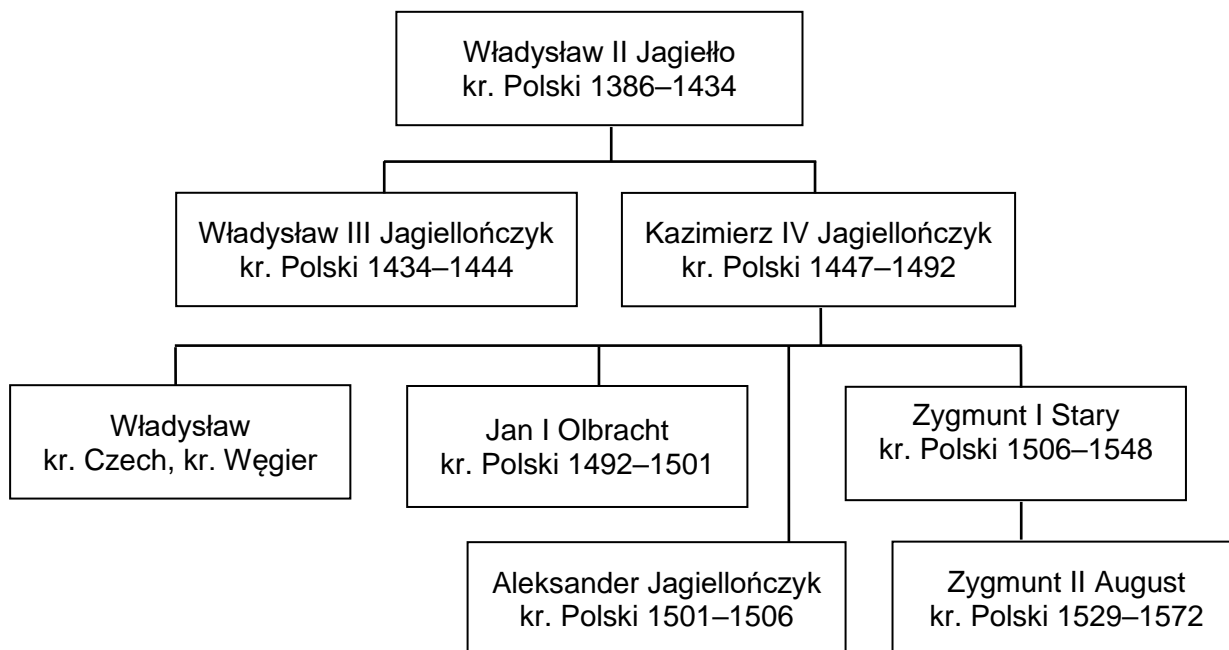 Władysław II Jagiełło
kr. Polski 1386–1434
Władysław III Jagiellończyk
kr. Polski 1434–1444
Kazimierz IV Jagiellończyk
kr. Polski 1447–1492
Władysław
kr. Czech, kr. Węgier
Jan I Olbracht
kr. Polski 1492–1501
Zygmunt I Stary
kr. Polski 1506–1548
Aleksander Jagiellończyk
kr. Polski 1501–1506
Zygmunt II August
kr. Polski 1529–1572